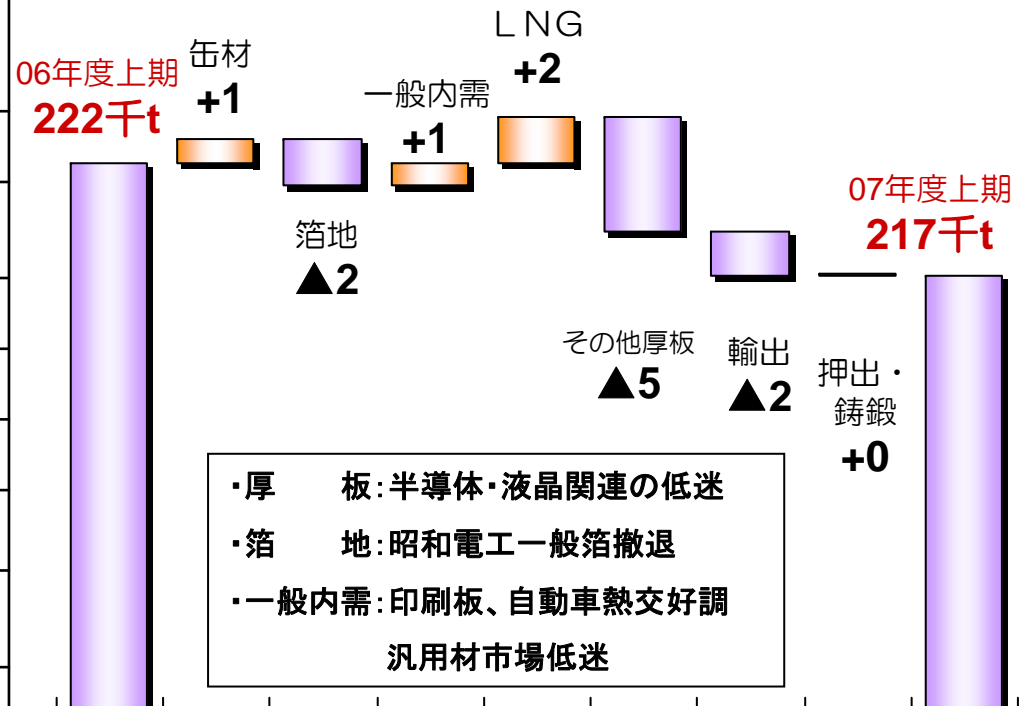 06年度上期
222千t
缶材
+1
箔地
▲2
一般内需
+1
ＬＮＧ
+2
その他厚板
▲5
輸出
▲2
押出・
鋳鍛
+0
07年度上期
217千t
・厚　　板：半導体・液晶関連の低迷
・箔　　地：昭和電工一般箔撤退
・一般内需：印刷板、自動車熱交好調
汎用材市場低迷